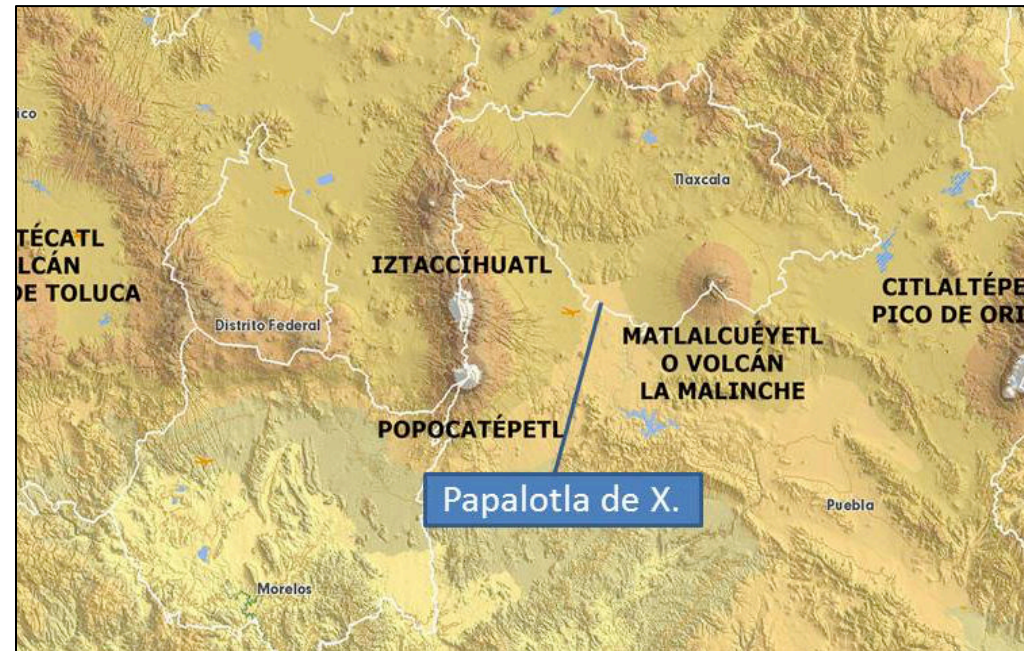 ico
Tlaxcala
TÉCATL
LCÁN
DE TOLUCA
IZTACCÍHUATL
CITLALTÉPE
PICO DE ORI
Distrito Federal
MATLALCUÉYETL
O VOLCÁN
LA MALINCHE
POPOCATÉPETL
Papalotla de X.
Puebla
Morelos